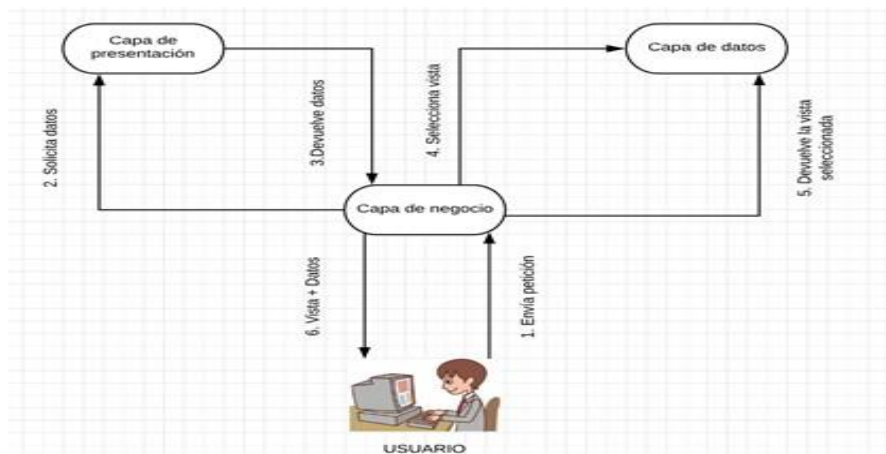 Capa de
presentación
Capa de datos
2. Solicita datos
3.Devuelve datos
4. Selecciona vista
5. Devuelve la vista
seleccionada
Capa de negocio
6. Vista + Datos
1. Envía petición
USUARIO